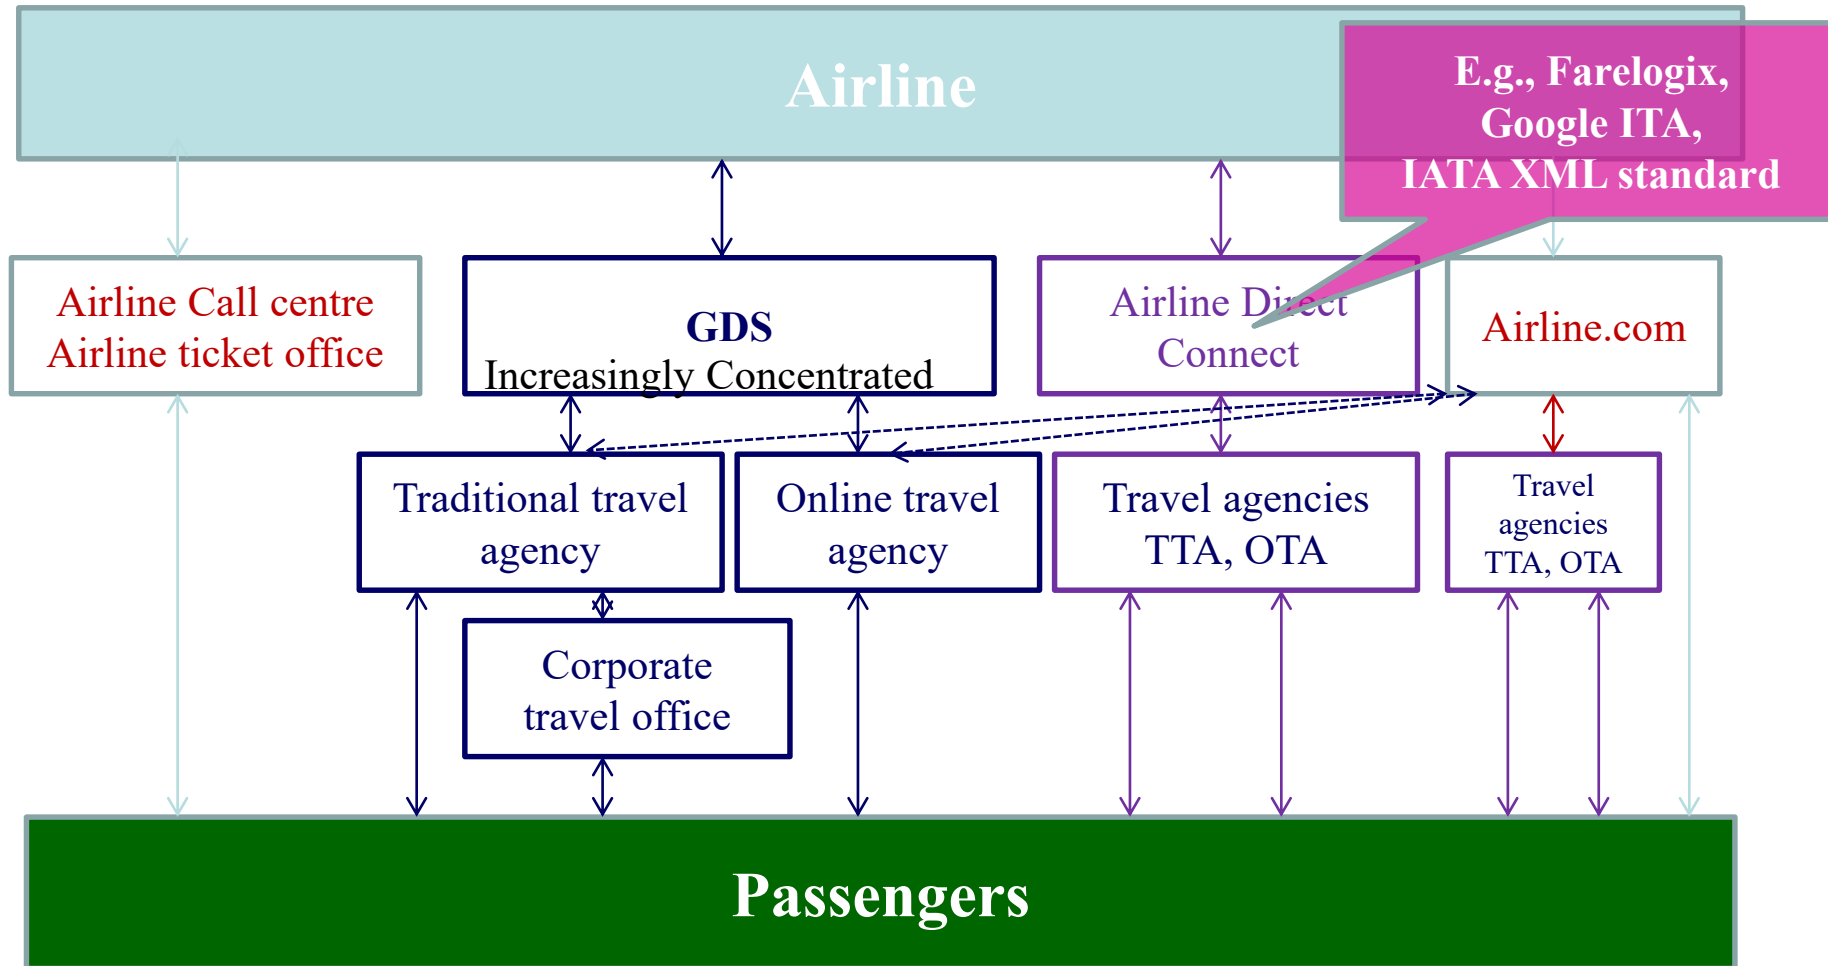 Airline
E.g., Farelogix,
Google ITA,
IATA XML standard
Airline Call centre
Airline ticket office
GDS
Increasingly Concentrated
Airline Direct
Connect
Airline.com
Traditional travel
agency
Online travel
agency
Travel agencies
TTA, OTA
Travel
agencies
TTA, OTA
Corporate
travel office
Passengers